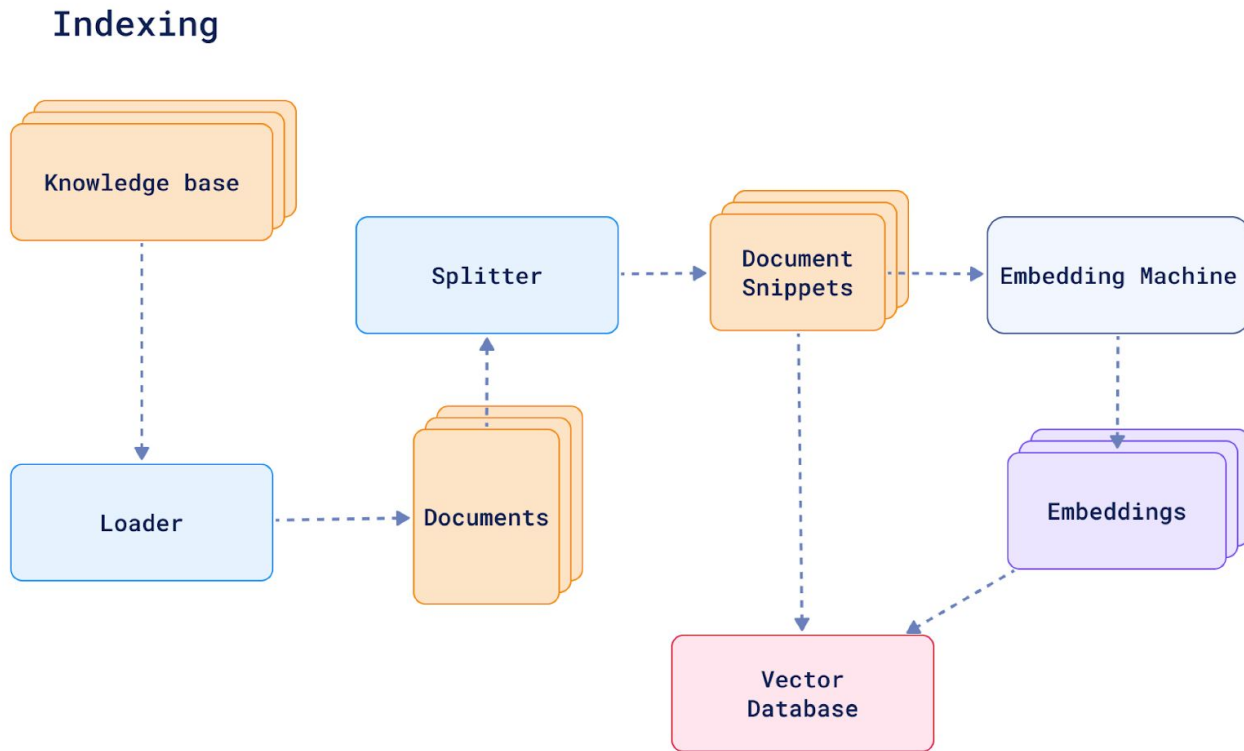 Indexing
Knowledge base
Splitter
Document
Snippets
Embedding Machine
Loader
Documents
Embeddings
Vector
Database